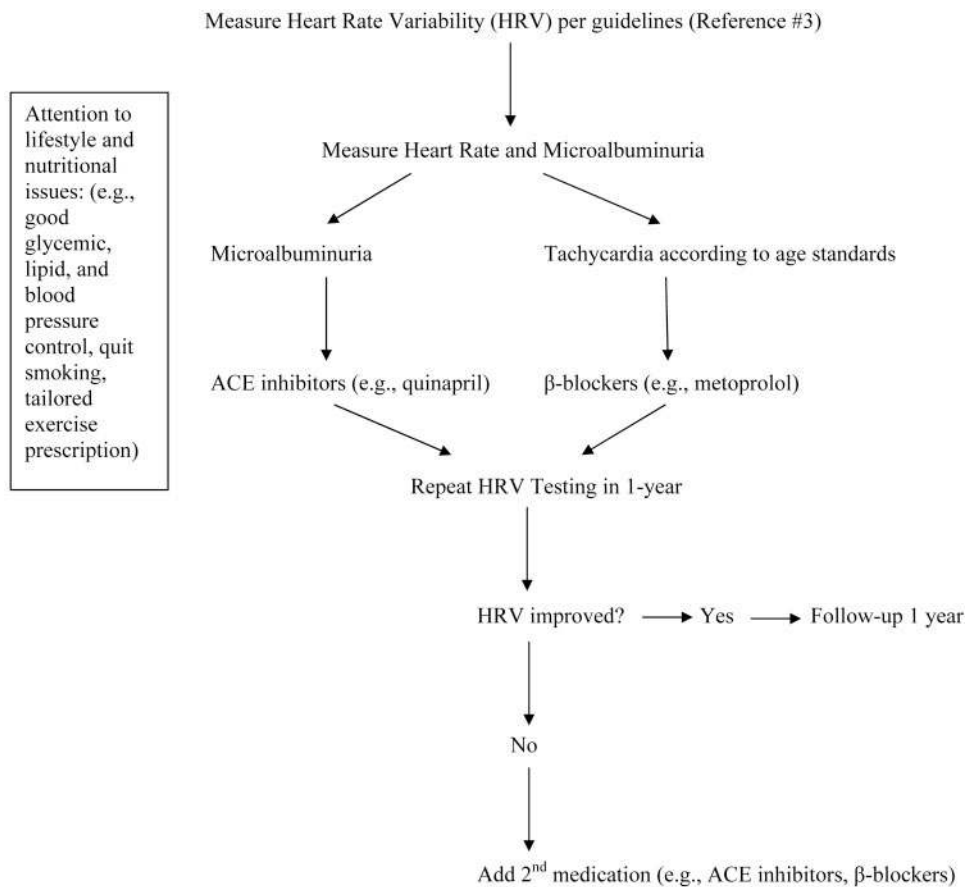 Measure Heart Rate Variability (HRV) per guidelines (Reference #3)
Attention to
lifestyle and
nutritional
issues: (e.g.,
good
glycemic,
lipid, and
blood
pressure
control, quit
smoking,
tailored
exercise
prescription)
Measure Heart Rate and Microalbuminuria
Microalbuminuria
Tachycardia according to age standards
ACE inhibitors (e.g., quinapril)
β-blockers (e.g., metoprolol)
Repeat HRV Testing in 1-year
HRV improved?
Yes
Follow-up 1 year
No
Add 2nd medication (e.g., ACE inhibitors, β-blockers)